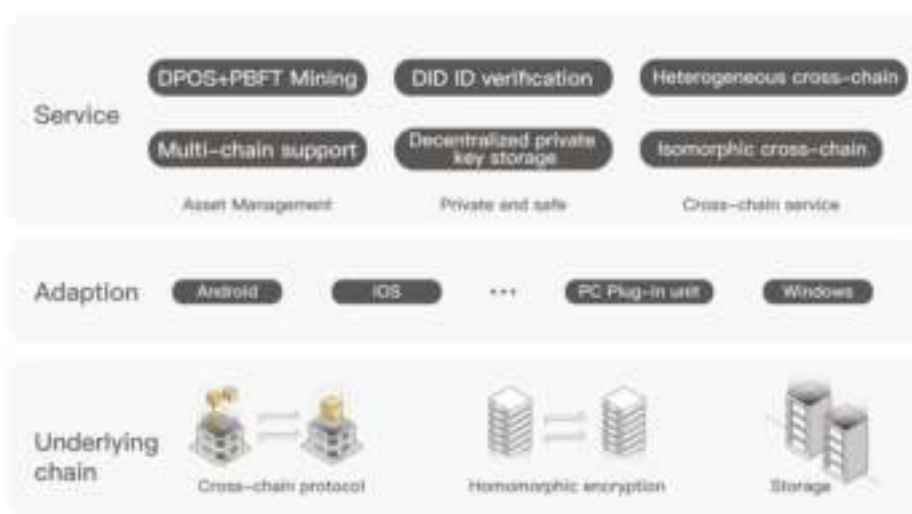 Service
DPOS+PBFT Mining
DID ID verification
Heterogeneous cross-chain
Multi-chain support
Decentralized private
key storage
Isomorphic cross-chain
Asset Management
Private and safe
Cross-chain service
Adaption
Android
iOS
...
PC Plug-in unit
Windows
Underlying
chain
Cross-chain protocol
Homomorphic encryption
Storage